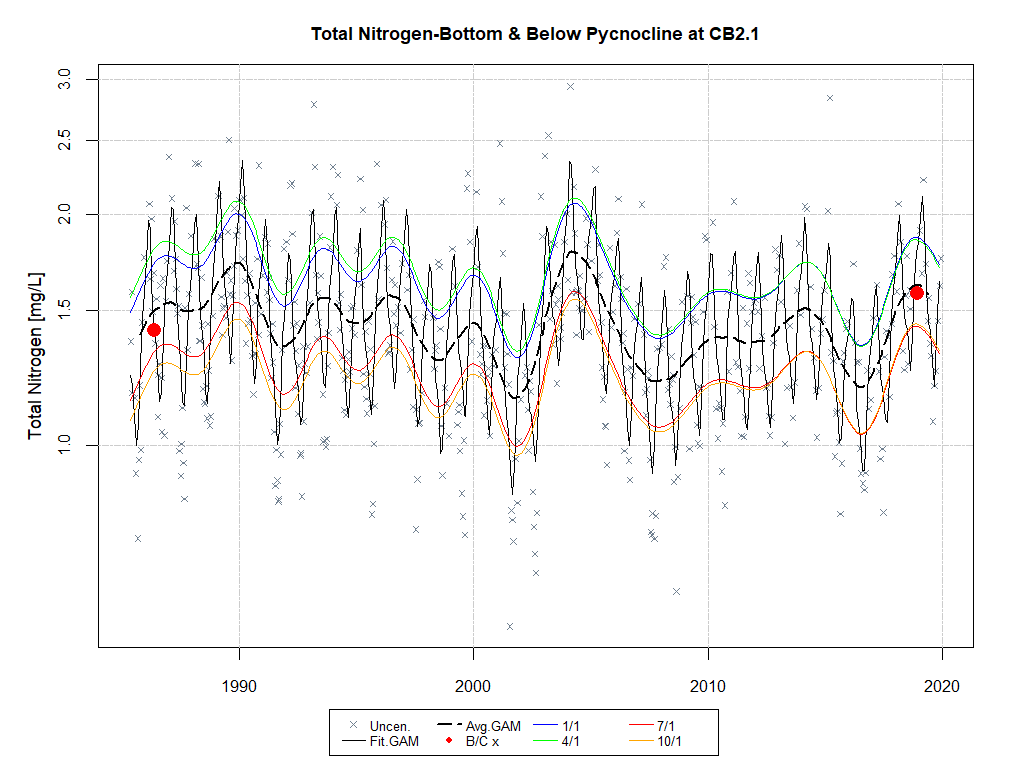 Total Nitrogen-Bottom & Below Pycnocline at CB2.1
Total Nitrogen [mg/L]
3.0
2.5
2.0
1.5
1.0
1990 2000 2010 2020
Uncen. Avg.GAM 1/1 7/1
Fit.GAM B/C x 4/1 10/1